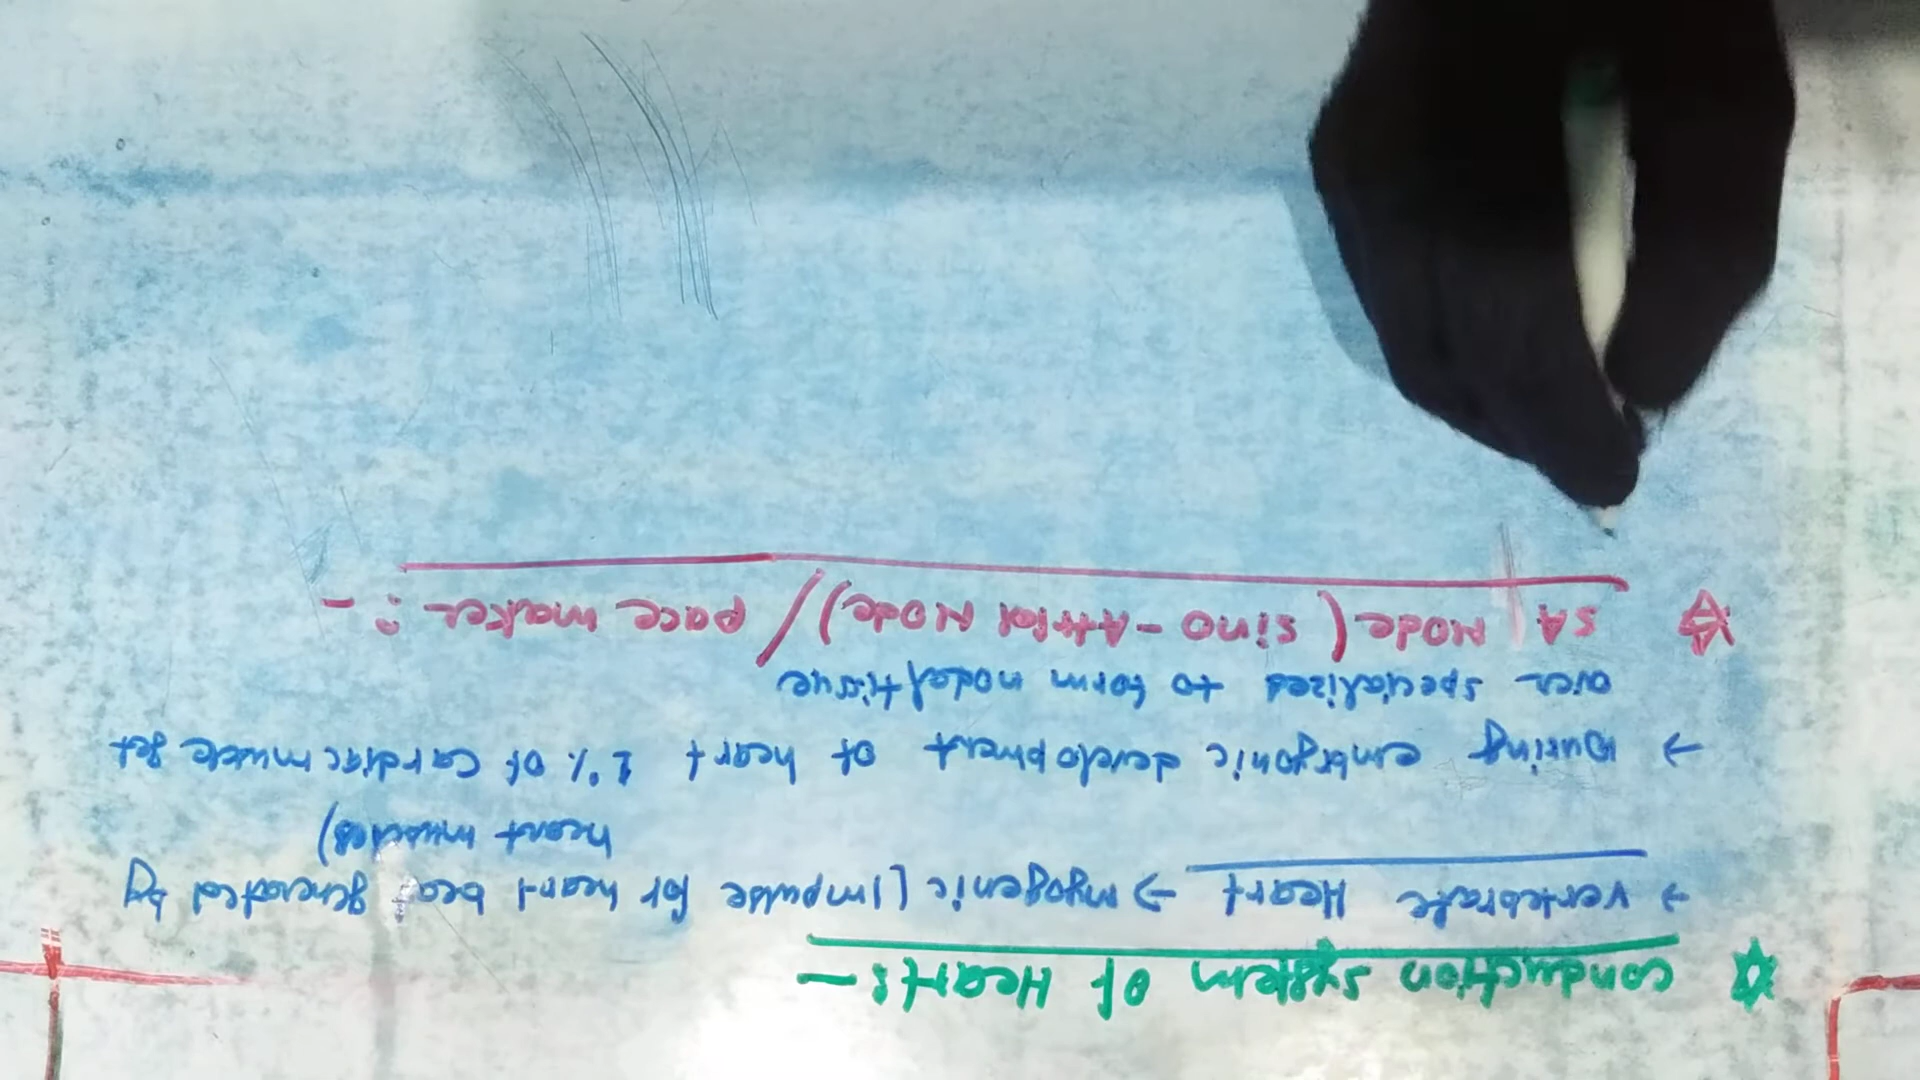 conduction system of Heart:-
→ vertebrate Heart → myogenic (Impulse for heart beat generated by
heart muscles)
→ During embryonic development of heart 1% of cardiac muscle get
over specialized to form nodal tissue
SA Node (sino-Atrial Node)/ pace maker :-